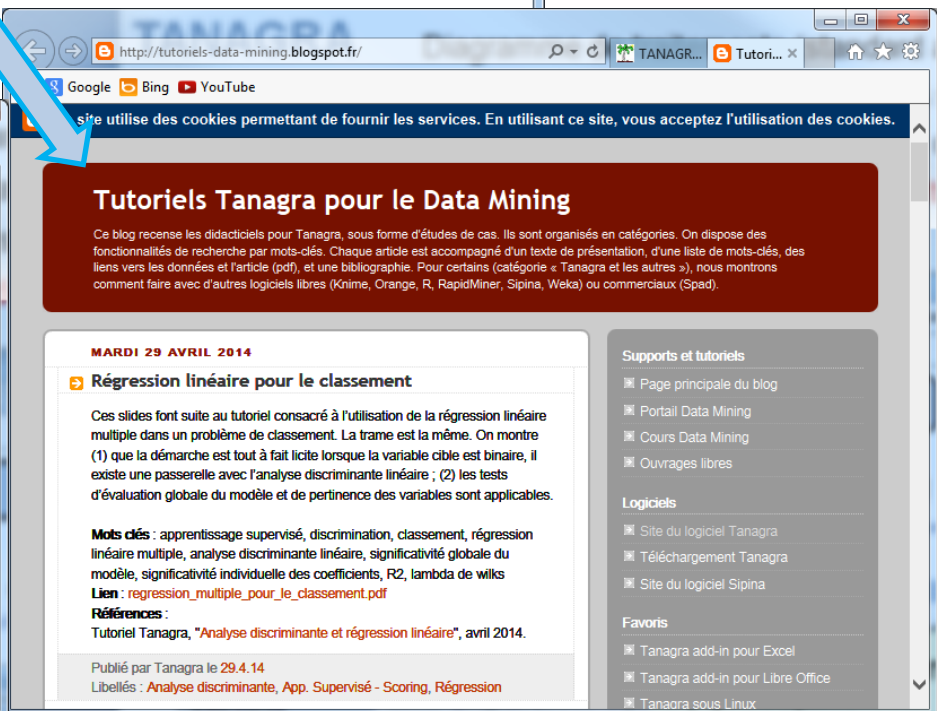 TANAGRA
http://tutoriels-data-mining.blogspot.fr/
TANAGR...
Tutori...
Google Bing YouTube
site utilise des cookies permettant de fournir les services. En utilisant ce site, vous acceptez l'utilisation des cookies.
Tutoriels Tanagra pour le Data Mining
Ce blog recense les didacticiels pour Tanagra, sous forme d'études de cas. Ils sont organisés en catégories. On dispose des
fonctionnalités de recherche par mots-clés. Chaque article est accompagné d'un texte de présentation, d'une liste de mots-clés, des
liens vers les données et l'article (pdf), et une bibliographie. Pour certains (catégorie « Tanagra et les autres »), nous montrons
comment faire avec d'autres logiciels libres (Knime, Orange, R, RapidMiner, Sipina, Weka) ou commerciaux (Spad).
MARDI 29 AVRIL 2014
Régression linéaire pour le classement
Ces slides font suite au tutoriel consacré à l'utilisation de la régression linéaire
multiple dans un problème de classement. La trame est la même. On montre
(1) que la démarche est tout à fait licite lorsque la variable cible est binaire, il
existe une passerelle avec l'analyse discriminante linéaire ; (2) les tests
d'évaluation globale du modèle et de pertinence des variables sont applicables.
Mots clés : apprentissage supervisé, discrimination, classement, régression
linéaire multiple, analyse discriminante linéaire, significativité globale du
modèle, significativité individuelle des coefficients, R2, lambda de wilks
Lien : regression_multiple_pour_le_classement.pdf
Références :
Tutoriel Tanagra, "Analyse discriminante et régression linéaire", avril 2014.
Publié par Tanagra le 29.4.14
Libellés : Analyse discriminante, App. Supervisé - Scoring, Régression
Supports et tutoriels
Page principale du blog
Portail Data Mining
Cours Data Mining
Ouvrages libres
Logiciels
Site du logiciel Tanagra
Téléchargement Tanagra
Site du logiciel Sipina
Favoris
Tanagra add-in pour Excel
Tanagra add-in pour Libre Office
Tanagra sous Linux